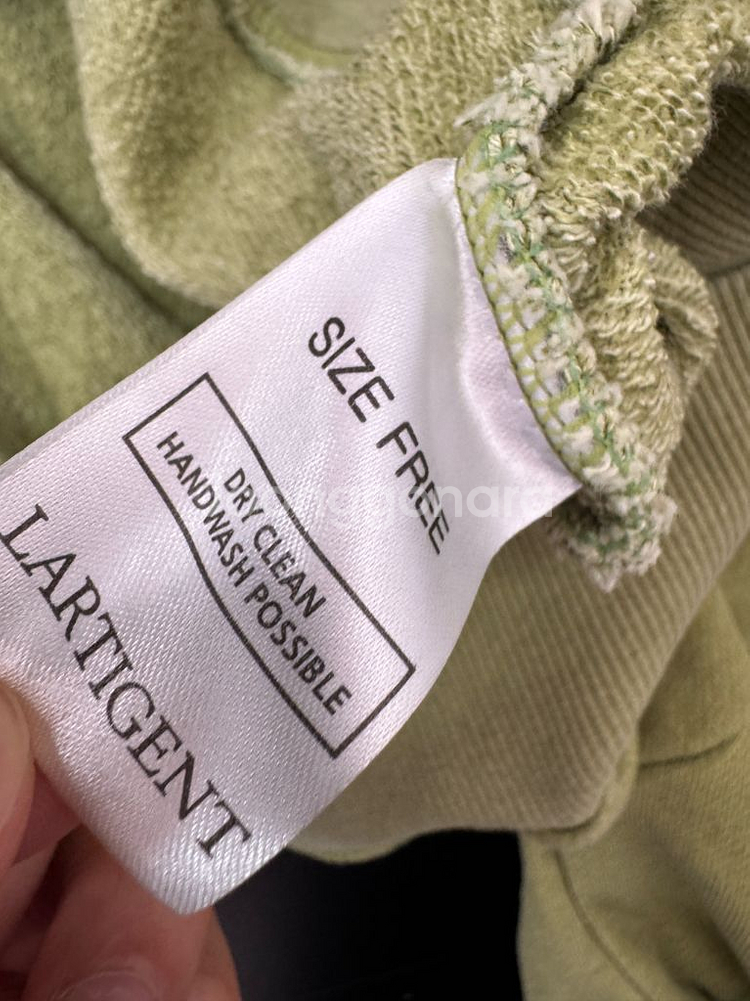 SIZE FREE
DRY CLEAN
HANDWASH POSSIBLE
LARTIGENT